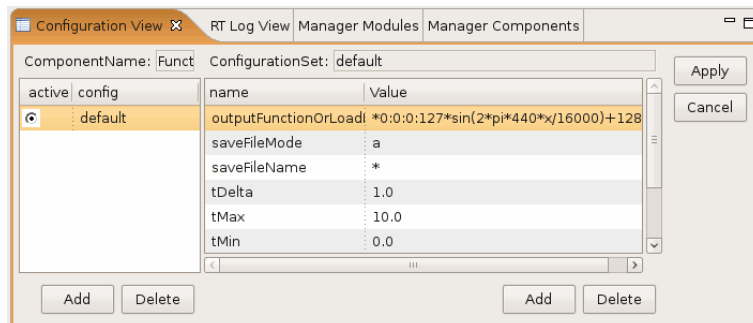 Configuration View RT Log View Manager Modules Manager Components
ComponentName: Funct ConfigurationSet: default Apply
active config name Value
Cancel
default outputFunctionOrLoad *0:0:0:127*sin(2*pi*440*x/16000)+128
saveFileMode a
saveFileName *
tDelta 1.0
tMax 10.0
tMin 0.0
Add Delete Add Delete